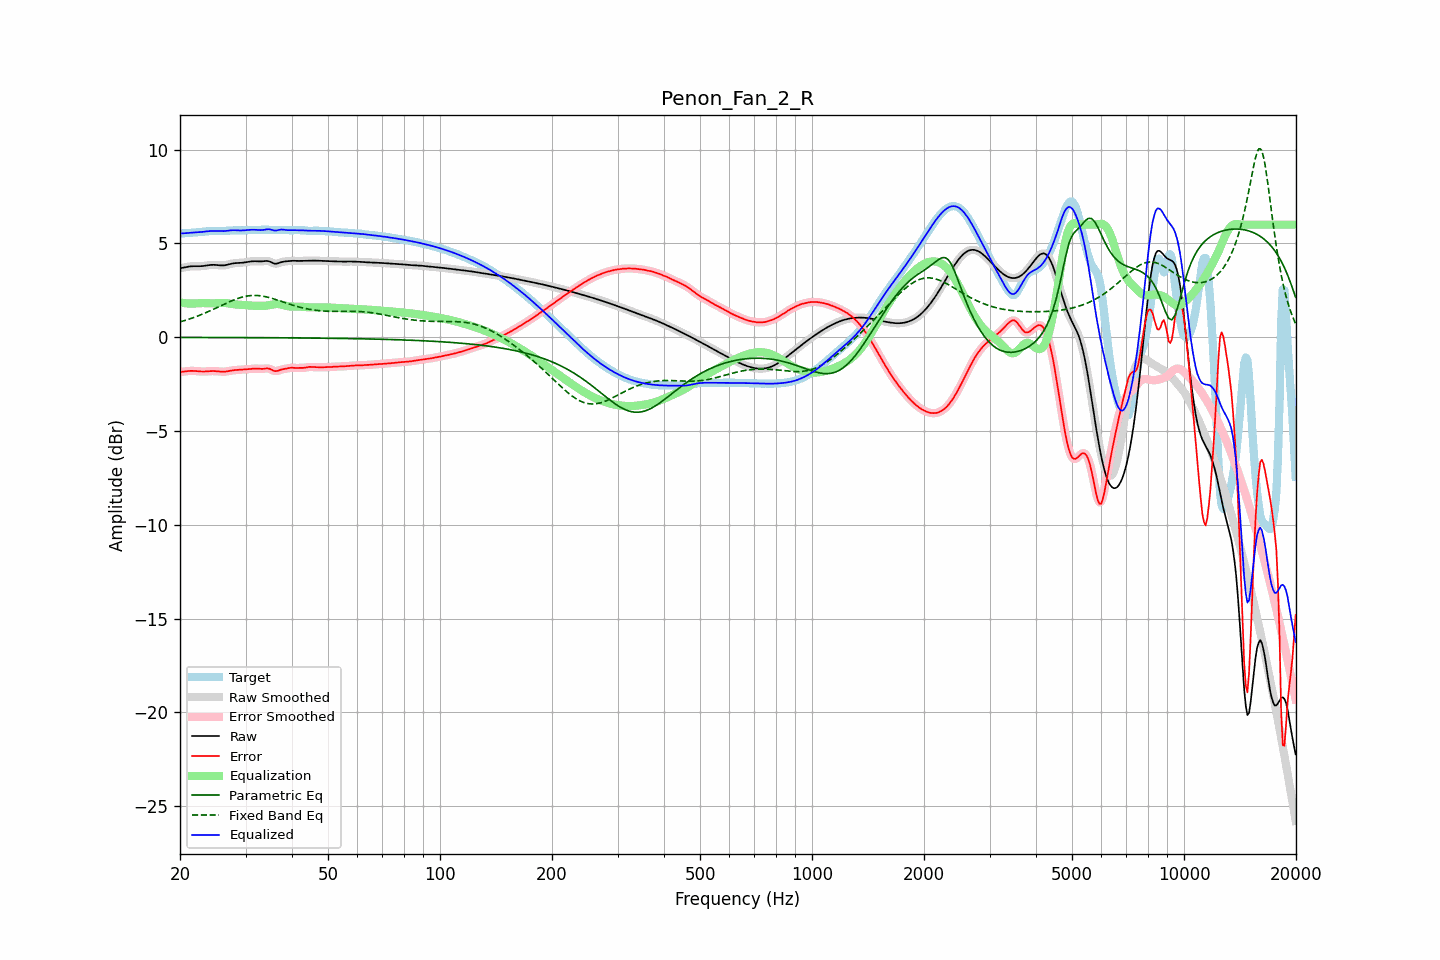 Penon_Fan_2_R
Amplitude (dBr)
10
5
0
−5
−10
−15
−20
−25
Target
Raw Smoothed
Error Smoothed
Raw
Error
Equalization
Parametric Eq
Fixed Band Eq
Equalized
20 50 100 200 500 1000 2000 5000 10000 20000
Frequency (Hz)